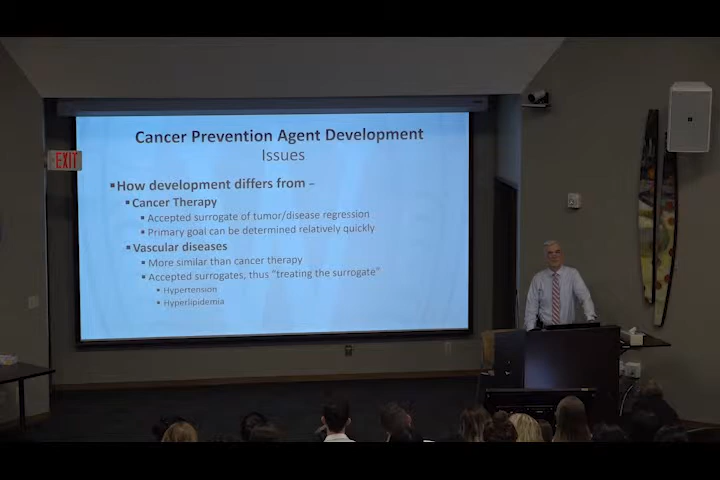 Cancer Prevention Agent Development
Issues
EXIT
▪How development differs from –
▪Cancer Therapy
▪Accepted surrogate of tumor/disease regression
▪Primary goal can be determined relatively quickly
▪Vascular diseases
▪More similar than cancer therapy
▪Accepted surrogates, thus "treating the surrogate"
▪Hypertension
▪Hyperlipidemia